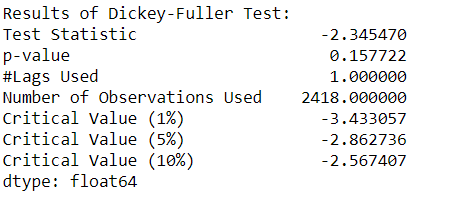 Results of Dickey-Fuller Test:
Test Statistic -2.345470
p-value 0.157722
#Lags Used 1.000000
Number of Observations Used 2418.000000
Critical Value (1%) -3.433057
Critical Value (5%) -2.862736
Critical Value (10%) -2.567407
dtype: float64